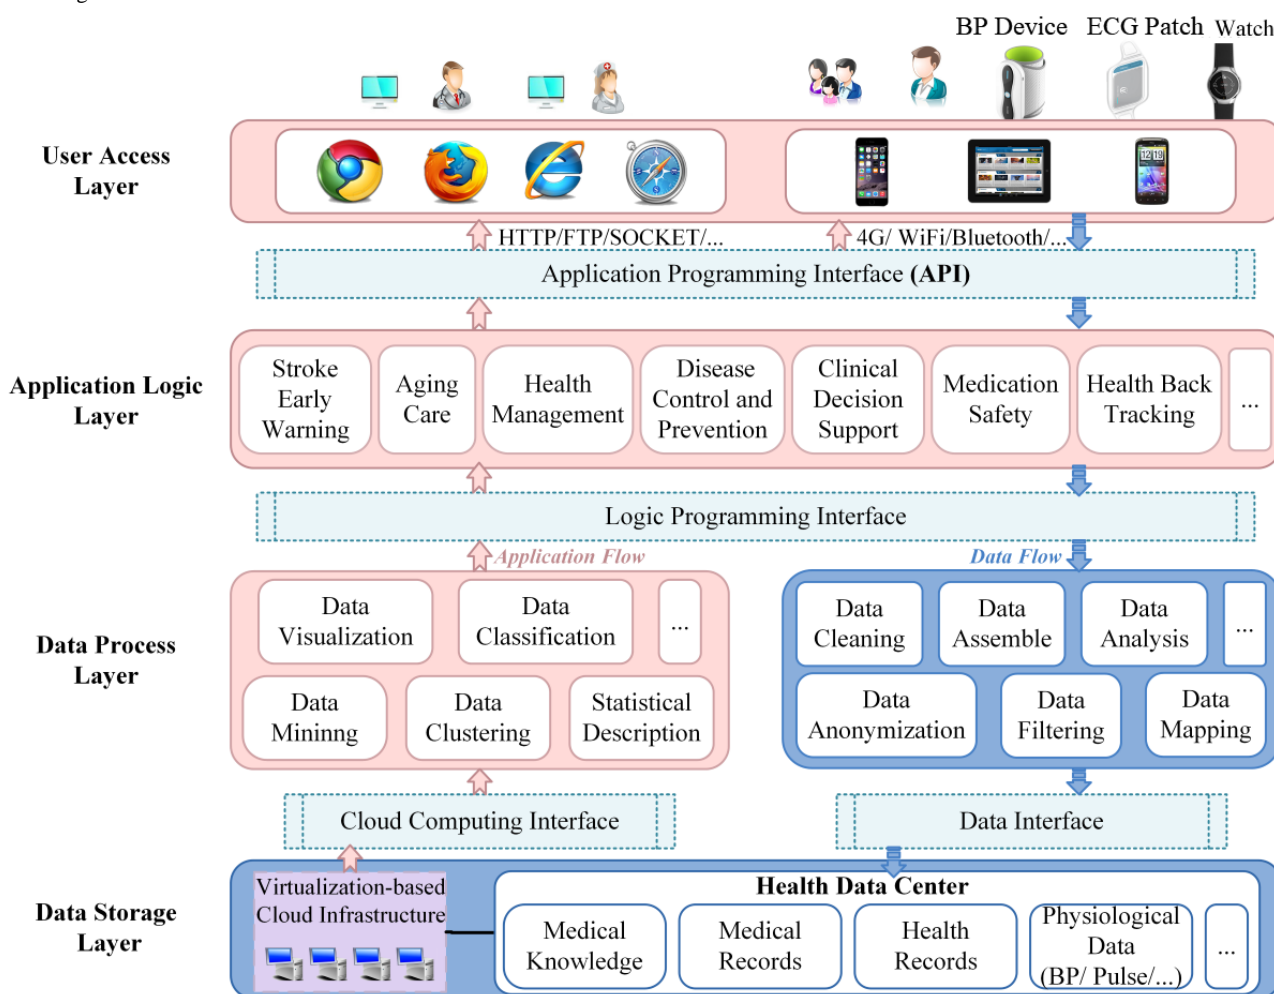 BP Device
ECG Patch
Watch
User Access
Layer
HTTP/FTP/SOCKET/...
4G/ WiFi/Bluetooth/...
Application Programming Interface (API)
Application Logic
Layer
Stroke
Early
Warning
Aging
Care
Health
Management
Disease
Control and
Prevention
Clinical
Decision
Support
Medication
Safety
Health Back
Tracking
...
Logic Programming Interface
Application Flow
Data Flow
Data Process
Layer
Data
Visualization
Data
Classification
...
Data
Mininng
Data
Clustering
Statistical
Description
Data
Cleaning
Data
Assemble
Data
Analysis
...
Data
Anonymization
Data
Filtering
Data
Mapping
Cloud Computing Interface
Data Interface
Data Storage
Layer
Virtualization-based
Cloud Infrastructure
Health Data Center
Medical
Knowledge
Medical
Records
Health
Records
Physiological
Data
(BP/ Pulse/...)
...